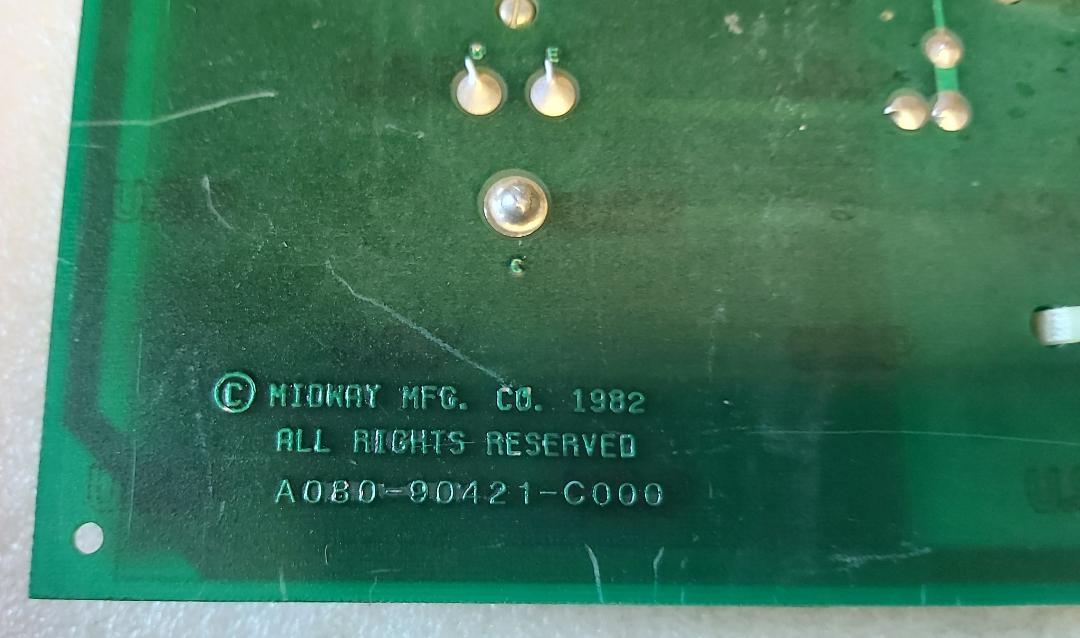 B E
C
© MIDWAY MFG. CO. 1982
ALL RIGHTS RESERVED
A080-90421-C000